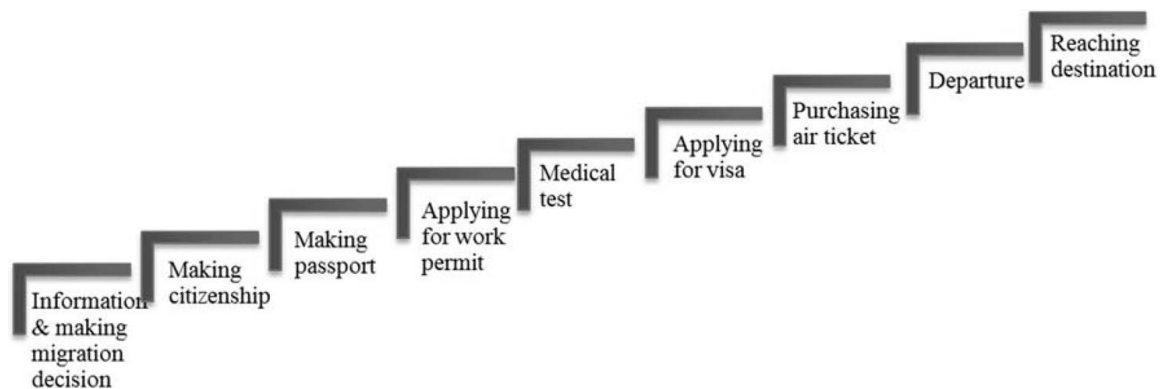 Information
& making
migration
decision
Making
citizenship
Making
passport
Applying
for work
permit
Medical
test
Applying
for visa
Purchasing
air ticket
Departure
Reaching
destination